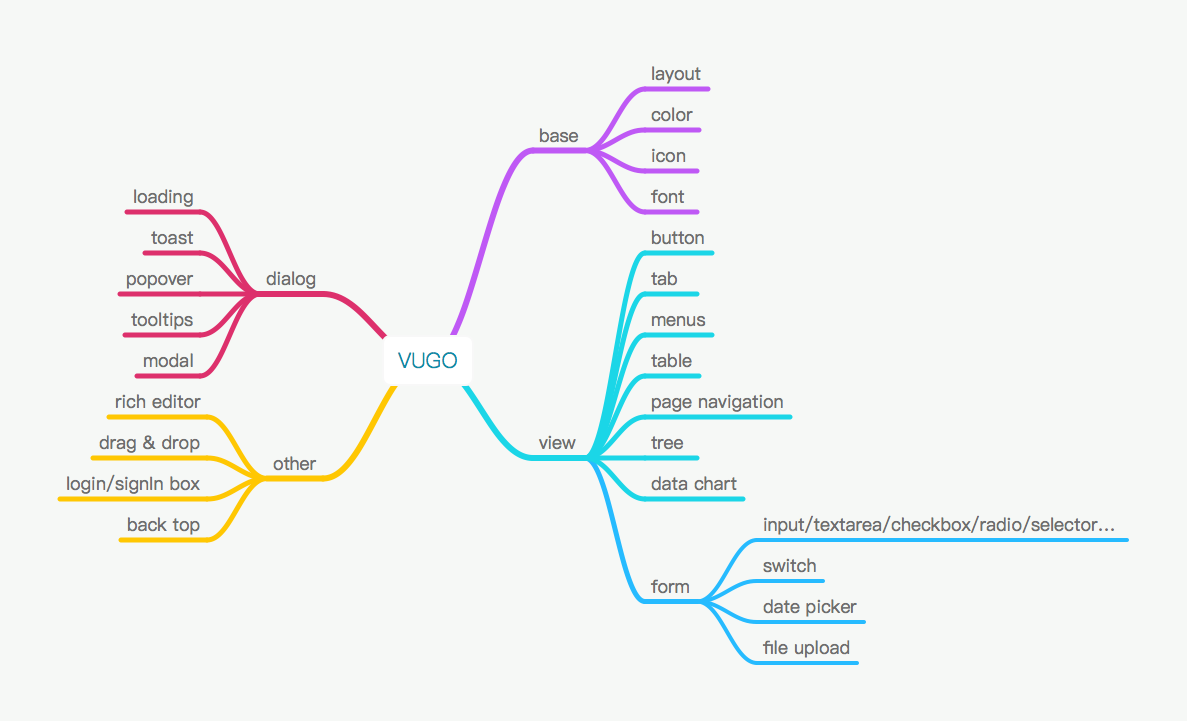 VUGO
base
layout
color
icon
font
view
button
tab
menus
table
page navigation
tree
data chart
form
input/textarea/checkbox/radio/selector...
switch
date picker
file upload
dialog
loading
toast
popover
tooltips
modal
other
rich editor
drag & drop
login/signIn box
back top